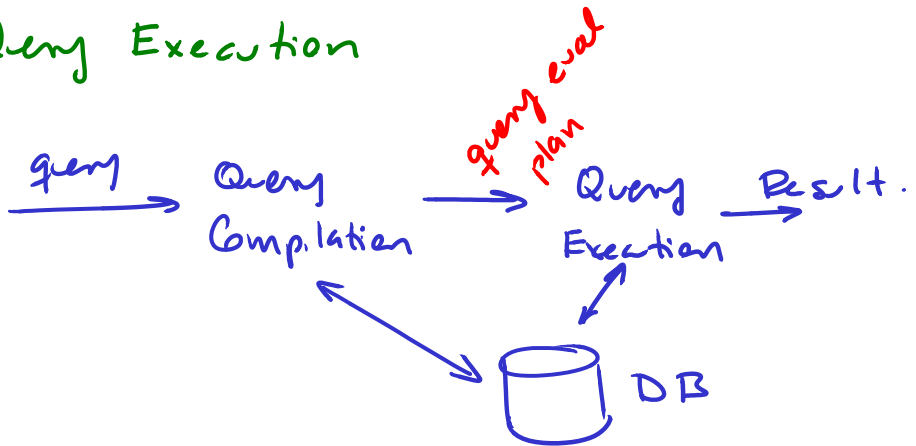 Query Execution
query eval
plan
query
Query
Compilation
Query
Execution
Result.
DB